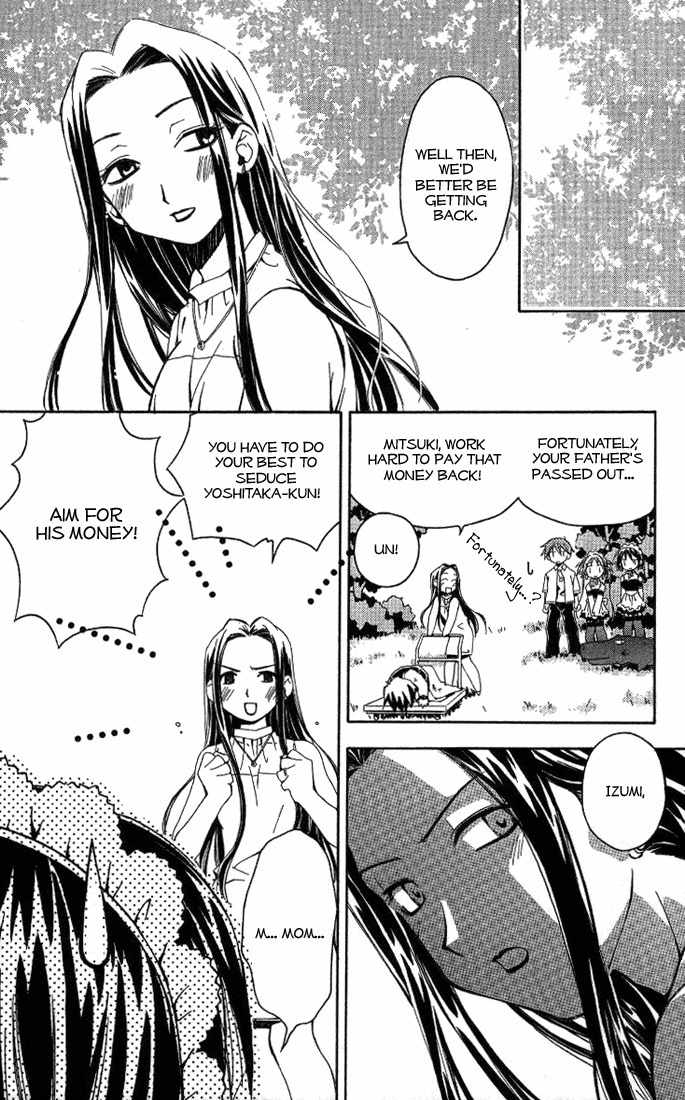 WELL THEN,
WE'D
BETTER BE
GETTING
BACK.
FORTUNATELY,
YOUR FATHER'S
PASSED OUT...
MITSUKI, WORK
HARD TO PAY THAT
MONEY BACK!
UN!
Fortunately....?
IZUMI,
YOU HAVE TO DO
YOUR BEST TO
SEDUCE
YOSHITAKA-KUN!
AIM FOR
HIS MONEY!
M... MOM...